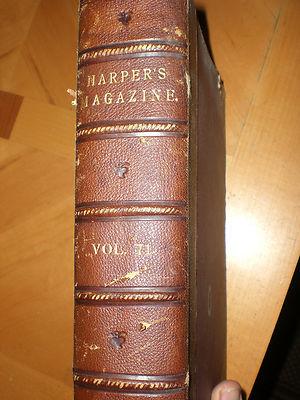 HARPER'S
MAGAZINE.
VOL. 71